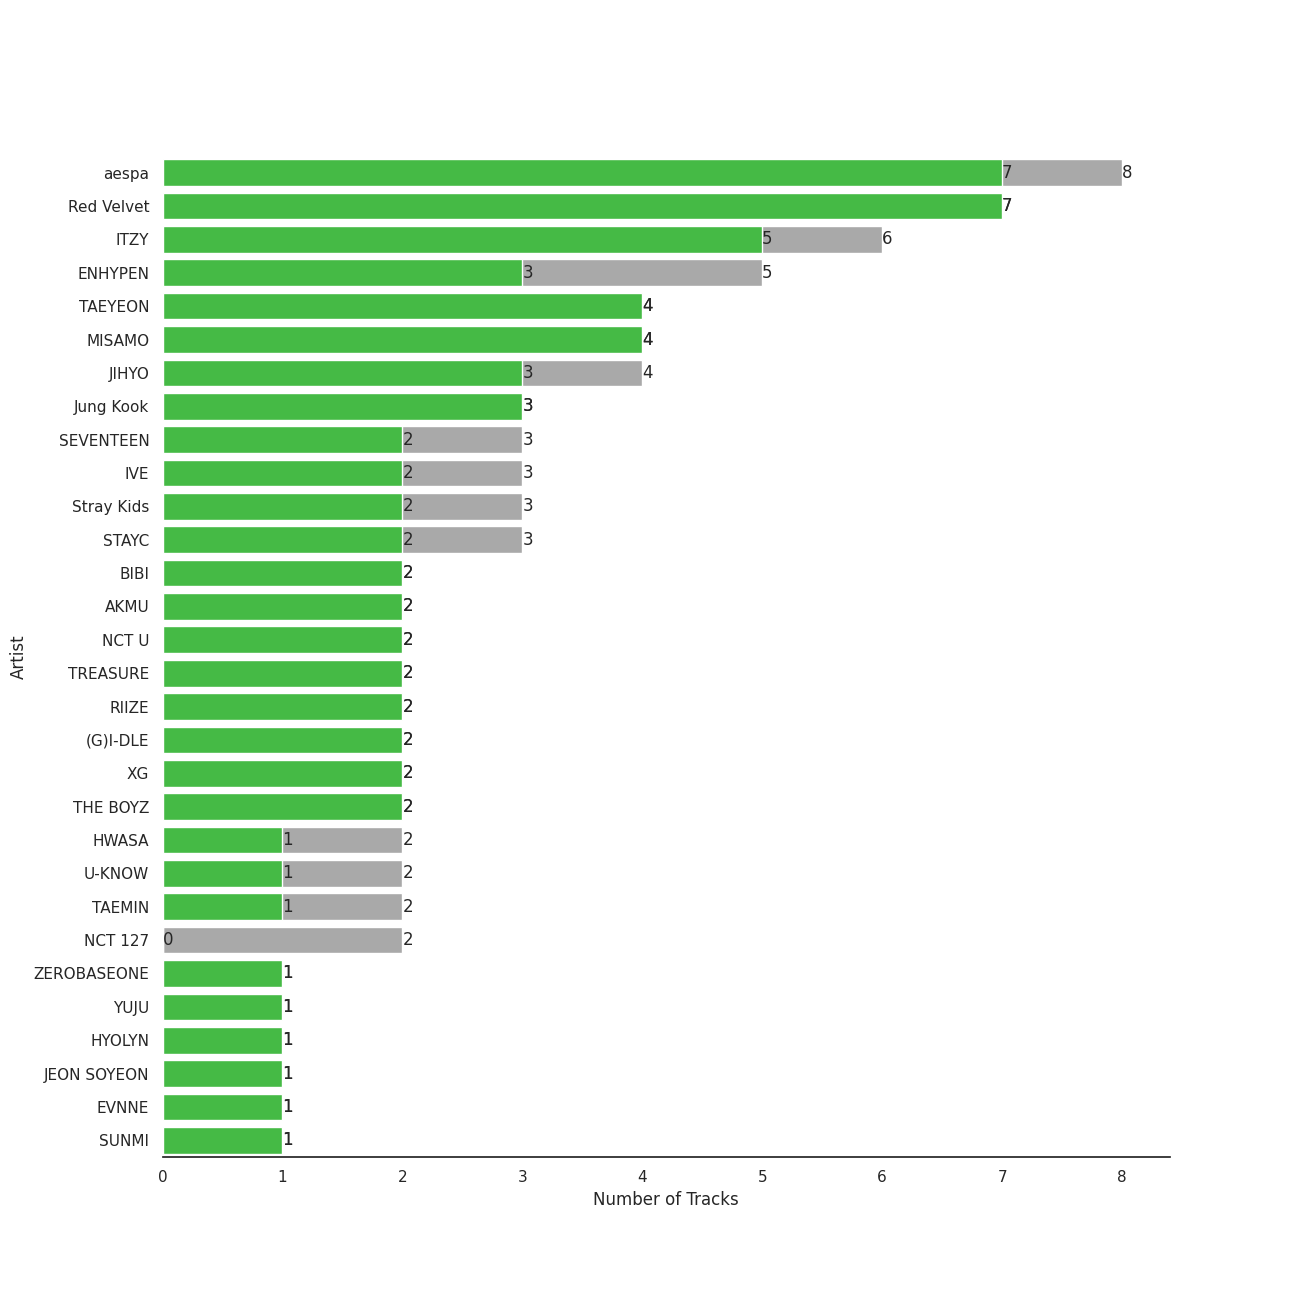 aespa 7 8
Red Velvet 7
ITZY 5 6
ENHYPEN 3 5
TAEYEON 4
MISAMO 4
JIHYO 3 4
Jung Kook 3
SEVENTEEN 2 3
IVE 2 3
Stray Kids 2 3
STAYC 2 3
BIBI 2
AKMU 2
NCT U 2
TREASURE 2
RIIZE 2
(G)I-DLE 2
XG 2
THE BOYZ 2
HWASA 1 2
U-KNOW 1 2
TAEMIN 1 2
NCT 127 0 2
ZEROBASEONE 1
YUJU 1
HYOLYN 1
JEON SOYEON 1
EVNNE 1
SUNMI 1
0 1 2 3 4 5 6 7 8
Number of Tracks
Artist